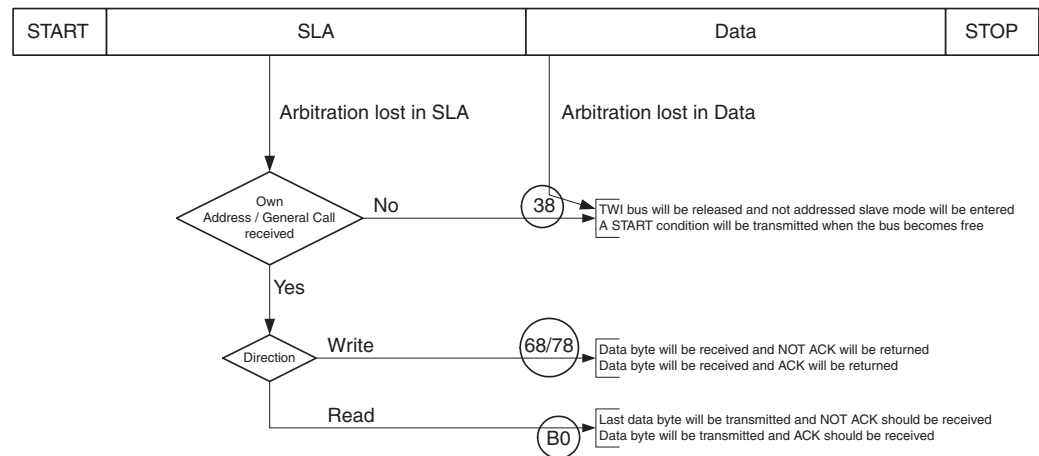 START SLA Data STOP
Arbitration lost in SLA Arbitration lost in Data
Own
Address / General Call
received
No
38
TWI bus will be released and not addressed slave mode will be entered
A START condition will be transmitted when the bus becomes free
Yes
Direction
Write
68/78
Data byte will be received and NOT ACK will be returned
Data byte will be received and ACK will be returned
Read
B0
Last data byte will be transmitted and NOT ACK should be received
Data byte will be transmitted and ACK should be received